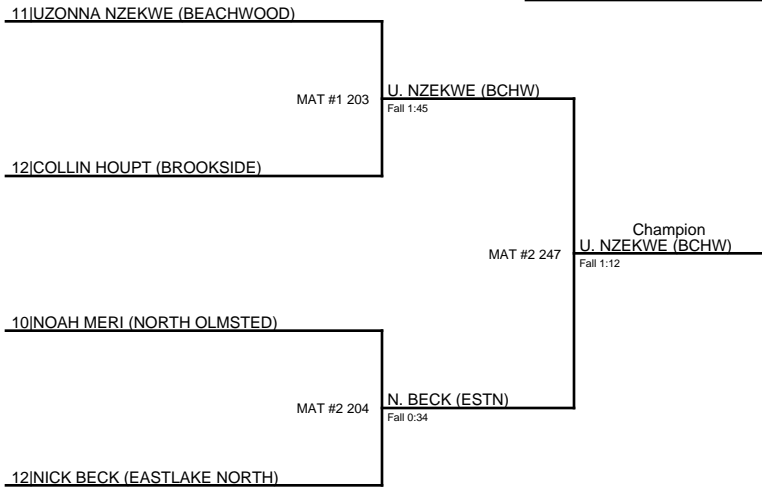 11|UZONNA NZEKWE (BEACHWOOD)
MAT #1 203
U. NZEKWE (BCHW)
Fall 1:45
12|COLLIN HOUPT (BROOKSIDE)
MAT #2 247
Champion
U. NZEKWE (BCHW)
Fall 1:12
10|NOAH MERI (NORTH OLMSTED)
MAT #2 204
N. BECK (ESTN)
Fall 0:34
12|NICK BECK (EASTLAKE NORTH)